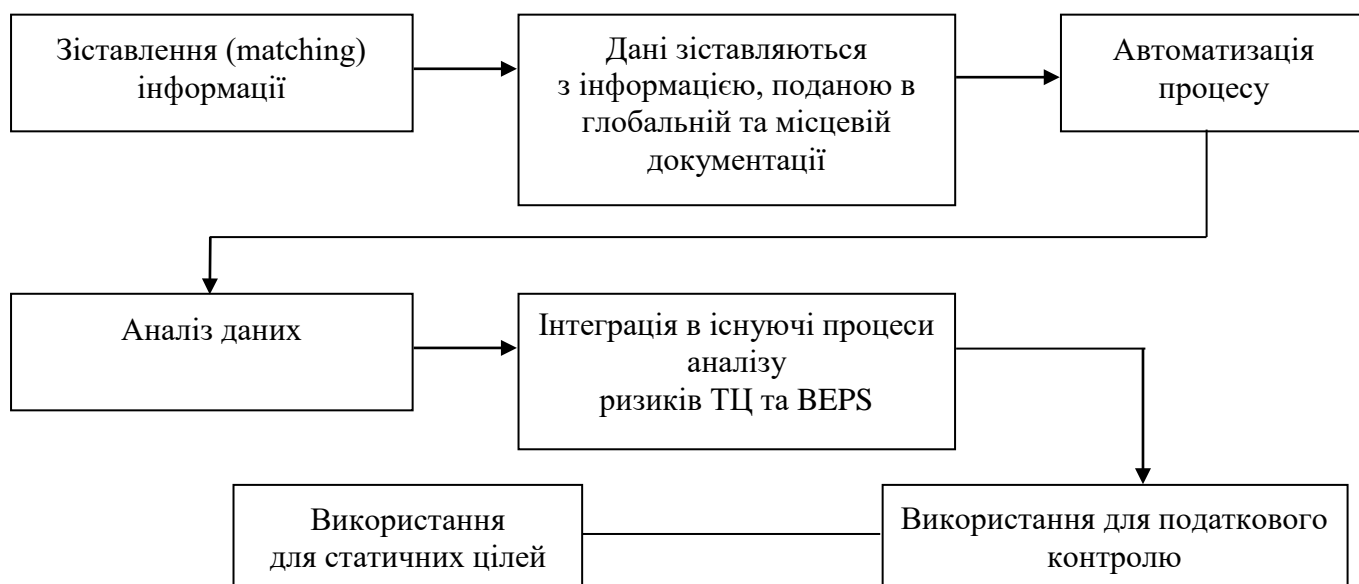 Зіставлення (matching)
інформації
Дані зіставляються
з інформацією, поданою в
глобальній та місцевій
документації
Автоматизація
процесу
Аналіз даних
Інтеграція в існуючі процеси
аналізу
ризиків ТЦ та BEPS
Використання
для статичних цілей
Використання для податкового
контролю